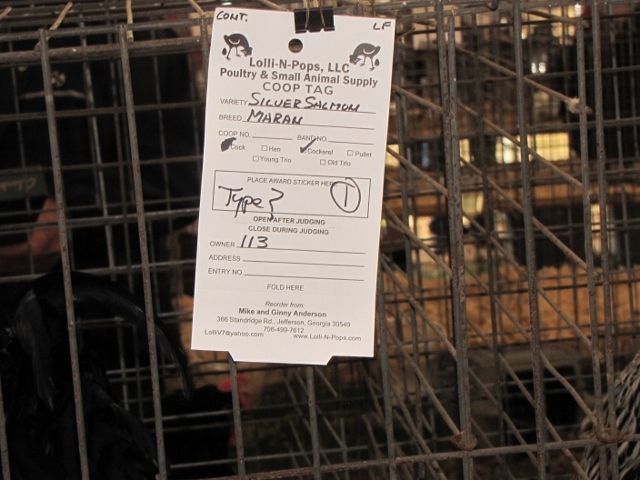 CONT. LF
Lolli-N-Pops, LLC
Poultry & Small Animal Supply
COOP TAG
VARIETY SILVER SALMON
BREED MARAN
COOP NO. BAND NO.
Cock Hen Cockerel Pullet
Young Trio Old Trio
PLACE AWARD STICKER HERE
Type 1
OPEN AFTER JUDGING
CLOSE DURING JUDGING
OWNER 113
ADDRESS
ENTRY NO.
FOLD HERE
Reorder from:
Mike and Ginny Anderson
366 Standridge Rd., Jefferson, Georgia 30549
706-499-7612
LoBV7@yahoo.com www.Lolli-N-Pops.com